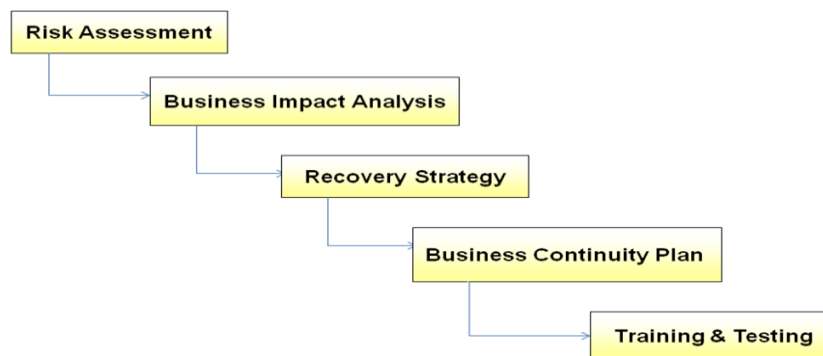 Risk Assessment
Business Impact Analysis
Recovery Strategy
Business Continuity Plan
Training & Testing